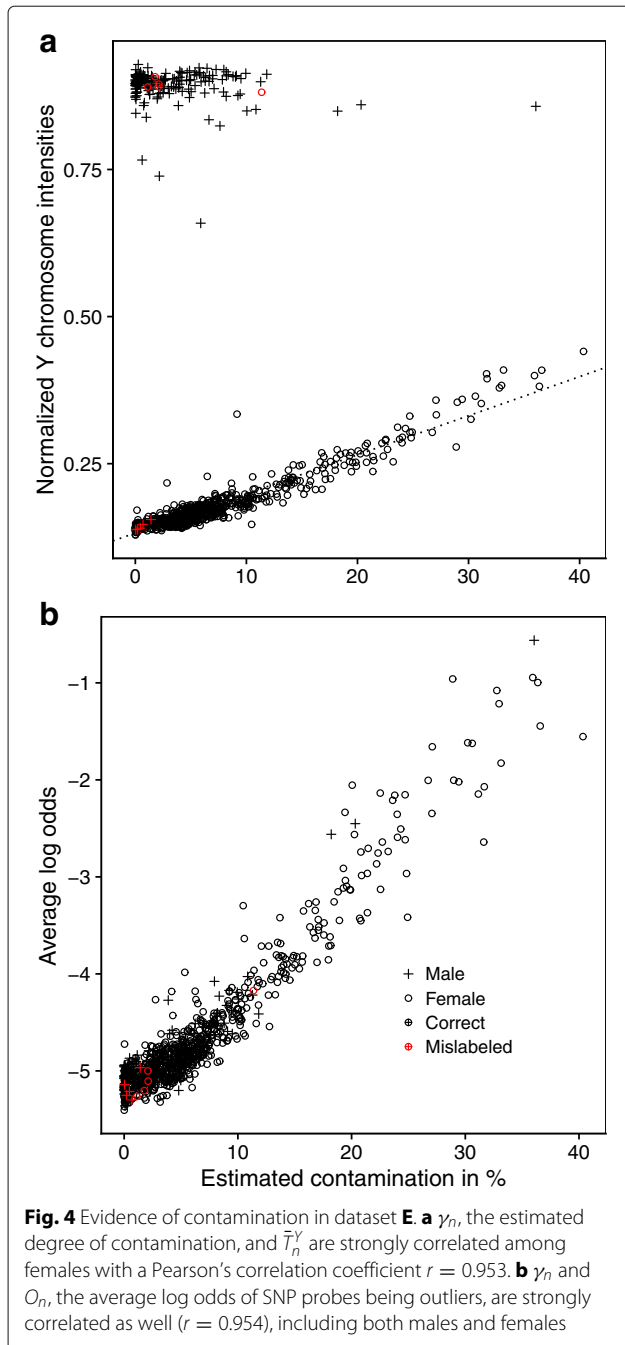 a
Normalized Y chromosome intensities
0.75
0.50
0.25
0 10 20 30 40
b
Average log odds
−1
−2
−3
−4
−5
Male
Female
Correct
Mislabeled
0 10 20 30 40
Estimated contamination in %
Fig. 4 Evidence of contamination in dataset E. a γₙ, the estimated
degree of contamination, and T̄ₙʸ are strongly correlated among
females with a Pearson's correlation coefficient r = 0.953. b γₙ and
Oₙ, the average log odds of SNP probes being outliers, are strongly
correlated as well (r = 0.954), including both males and females